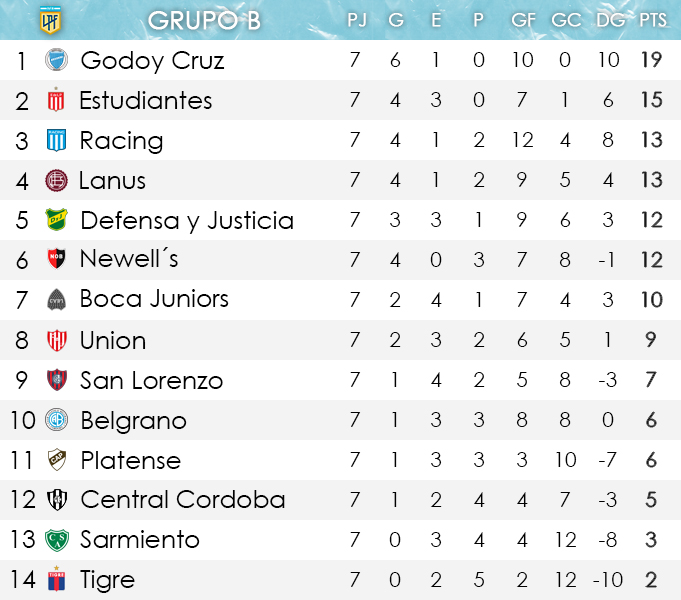 LPF GRUPO B PJ G E P GF GC DG PTS
1 Godoy Cruz 7 6 1 0 10 0 10 19
2 Estudiantes 7 4 3 0 7 1 6 15
3 Racing 7 4 1 2 12 4 8 13
4 Lanus 7 4 1 2 9 5 4 13
5 Defensa y Justicia 7 3 3 1 9 6 3 12
6 Newell´s 7 4 0 3 7 8 -1 12
7 Boca Juniors 7 2 4 1 7 4 3 10
8 Union 7 2 3 2 6 5 1 9
9 San Lorenzo 7 1 4 2 5 8 -3 7
10 Belgrano 7 1 3 3 8 8 0 6
11 CAP Platense 7 1 3 3 3 10 -7 6
12 Central Cordoba 7 1 2 4 4 7 -3 5
13 Sarmiento 7 0 3 4 4 12 -8 3
14 TIGRE Tigre 7 0 2 5 2 12 -10 2